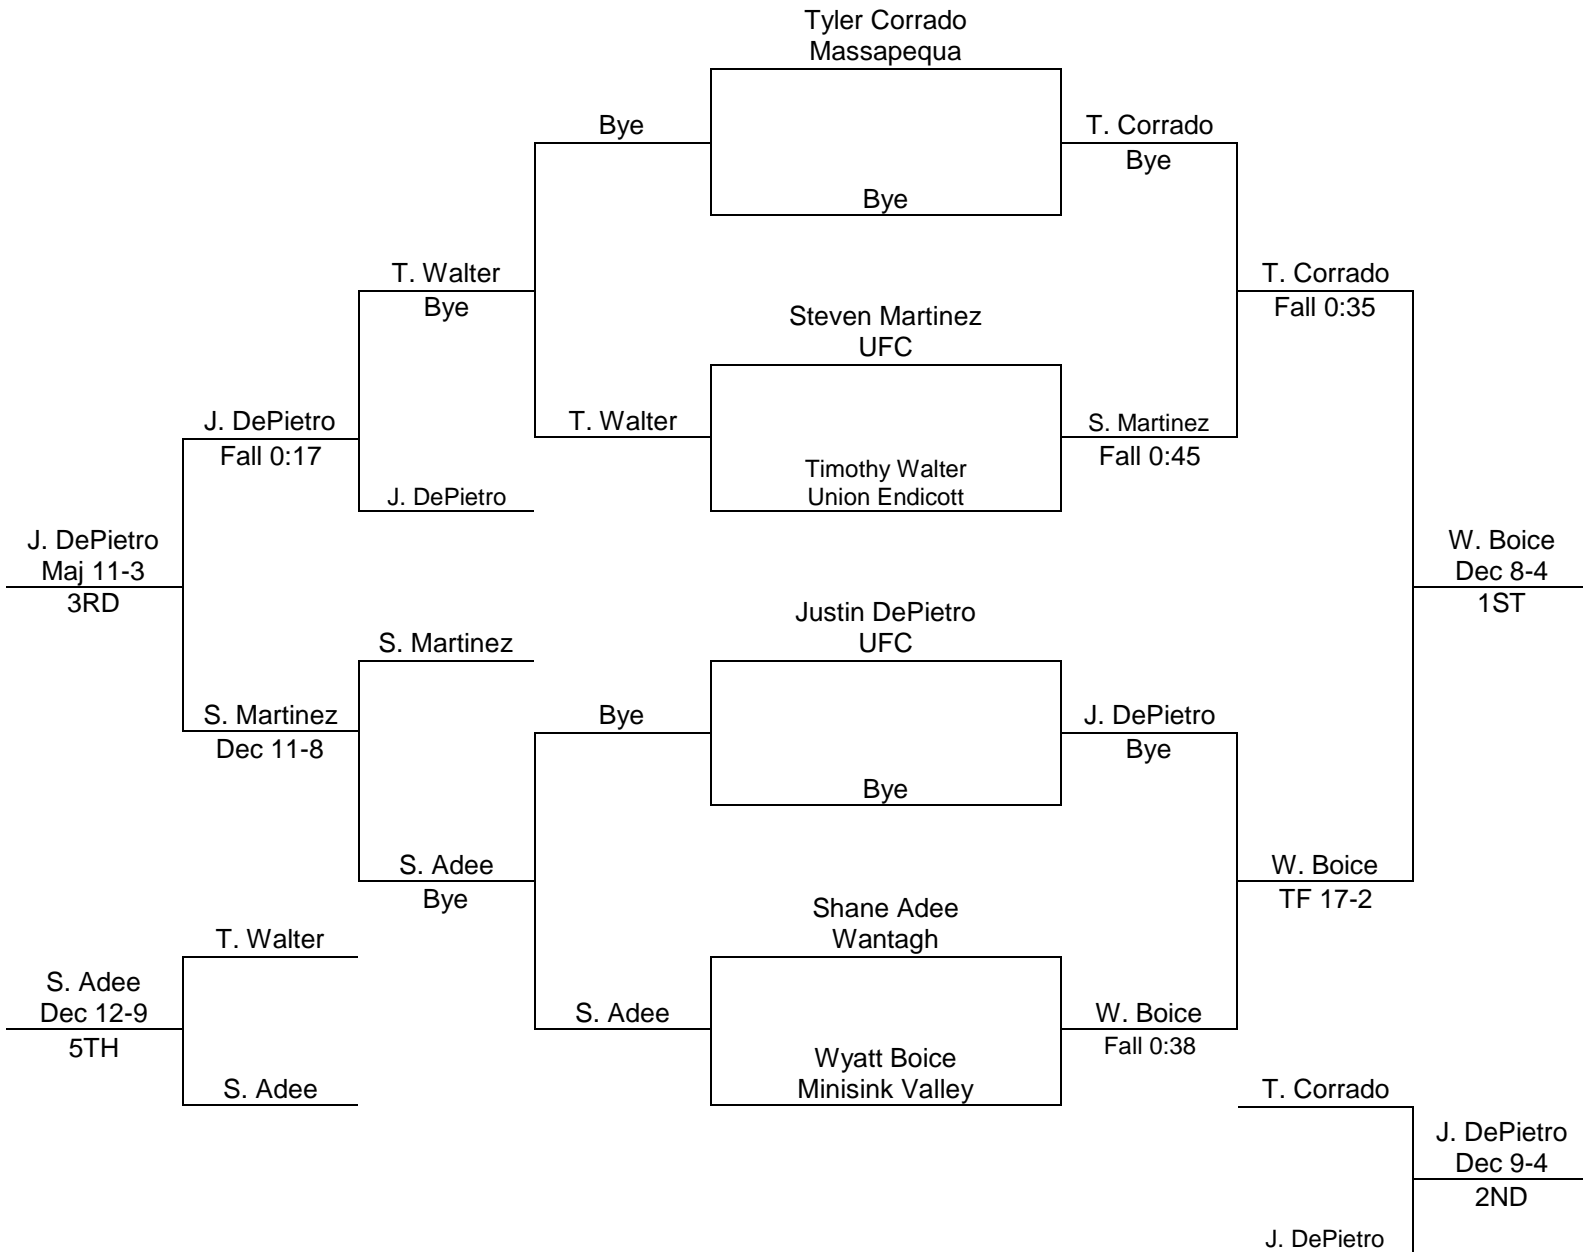 Tyler Corrado
Massapequa
Bye
T. Corrado
Bye
Bye
T. Walter
Bye
T. Corrado
Fall 0:35
Steven Martinez
UFC
J. DePietro
Fall 0:17
T. Walter
S. Martinez
Fall 0:45
Timothy Walter
Union Endicott
J. DePietro
J. DePietro
Maj 11-3
3RD
W. Boice
Dec 8-4
1ST
Justin DePietro
UFC
S. Martinez
S. Martinez
Dec 11-8
Bye
J. DePietro
Bye
Bye
S. Adee
Bye
W. Boice
TF 17-2
Shane Adee
Wantagh
T. Walter
S. Adee
Dec 12-9
5TH
S. Adee
W. Boice
Fall 0:38
Wyatt Boice
Minisink Valley
S. Adee
T. Corrado
J. DePietro
Dec 9-4
2ND
J. DePietro